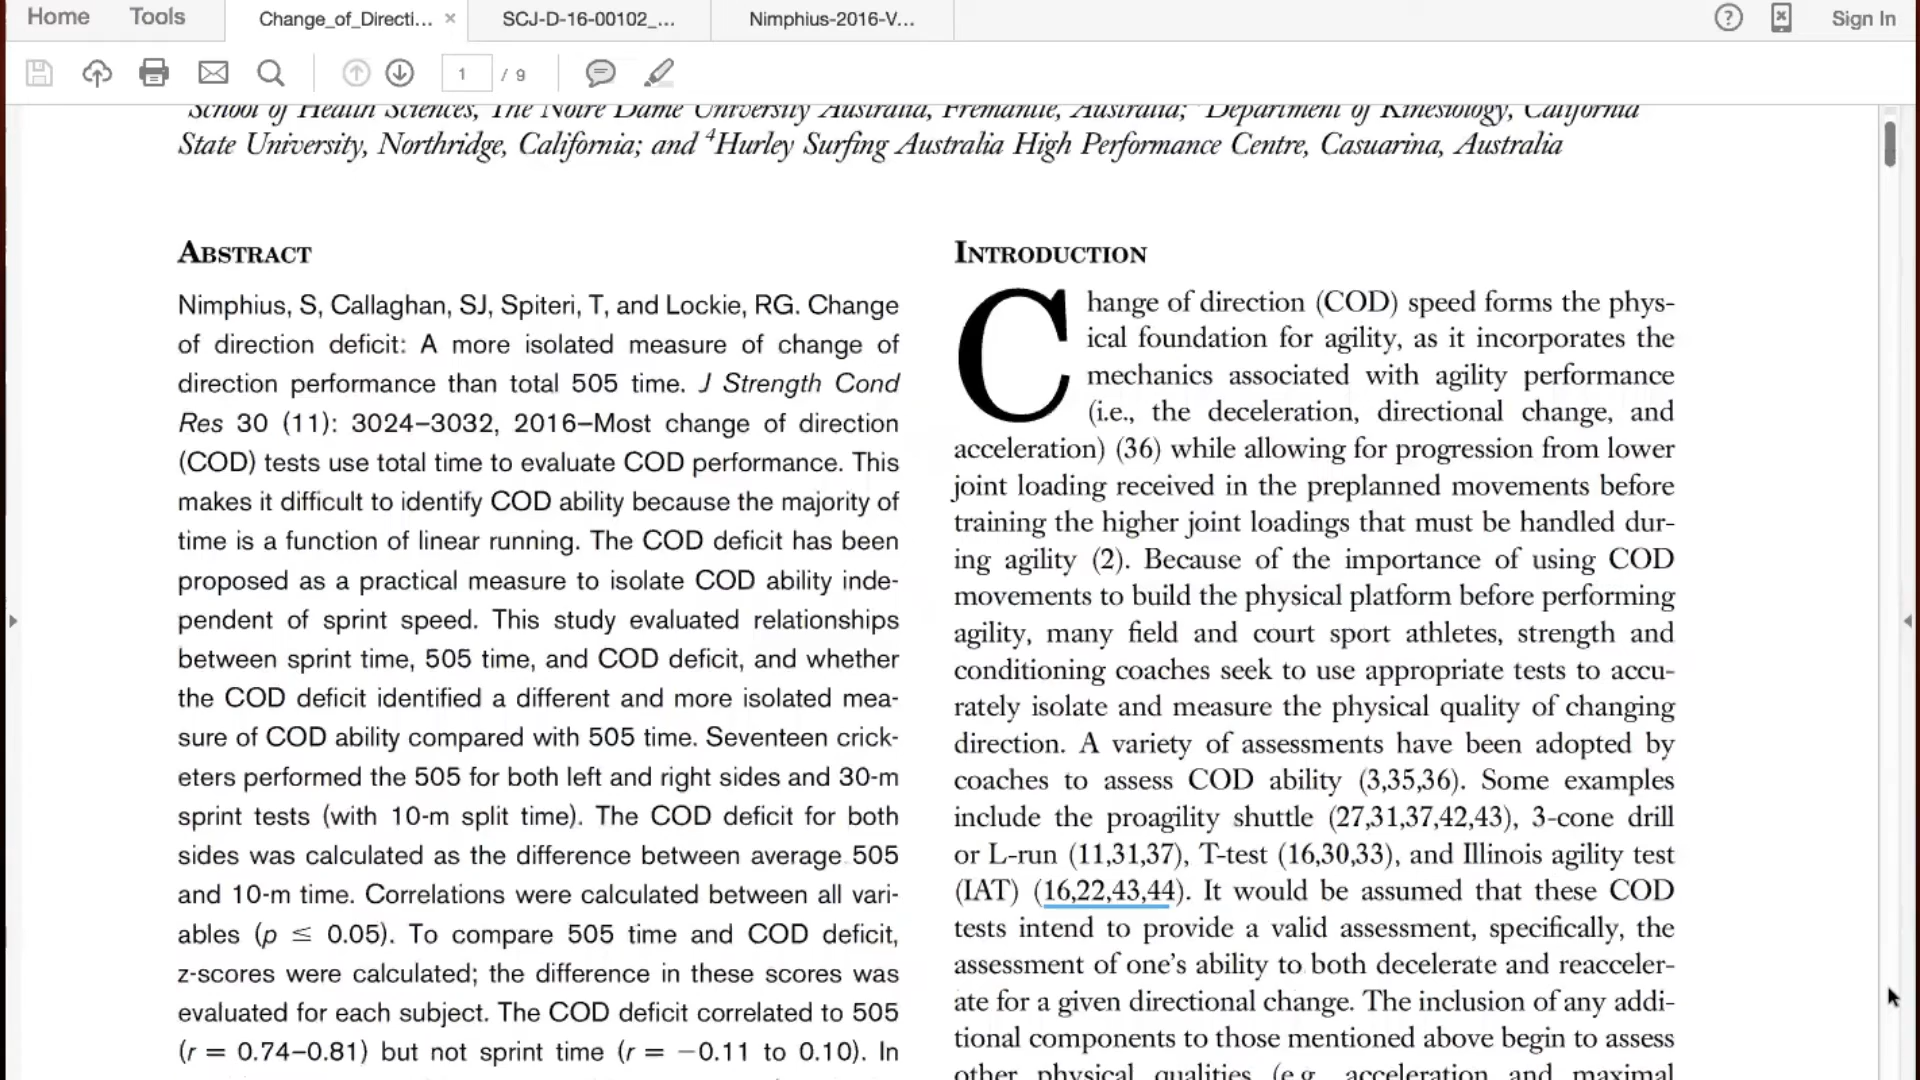 Home
Tools
Change_of_Directi...
SCJ-D-16-00102_...
Nimphius-2016-V...
Sign In
1 / 9
School of Health Sciences, The Notre Dame University Australia, Fremantle, Australia; Department of Kinesiology, California
State University, Northridge, California; and 4Hurley Surfing Australia High Performance Centre, Casuarina, Australia
ABSTRACT
Nimphius, S, Callaghan, SJ, Spiteri, T, and Lockie, RG. Change
of direction deficit: A more isolated measure of change of
direction performance than total 505 time. J Strength Cond
Res 30 (11): 3024–3032, 2016—Most change of direction
(COD) tests use total time to evaluate COD performance. This
makes it difficult to identify COD ability because the majority of
time is a function of linear running. The COD deficit has been
proposed as a practical measure to isolate COD ability inde-
pendent of sprint speed. This study evaluated relationships
between sprint time, 505 time, and COD deficit, and whether
the COD deficit identified a different and more isolated mea-
sure of COD ability compared with 505 time. Seventeen crick-
eters performed the 505 for both left and right sides and 30-m
sprint tests (with 10-m split time). The COD deficit for both
sides was calculated as the difference between average 505
and 10-m time. Correlations were calculated between all vari-
ables (p ≤ 0.05). To compare 505 time and COD deficit,
z-scores were calculated; the difference in these scores was
evaluated for each subject. The COD deficit correlated to 505
(r = 0.74–0.81) but not sprint time (r = −0.11 to 0.10). In
INTRODUCTION
Change of direction (COD) speed forms the phys-
ical foundation for agility, as it incorporates the
mechanics associated with agility performance
(i.e., the deceleration, directional change, and
acceleration) (36) while allowing for progression from lower
joint loading received in the preplanned movements before
training the higher joint loadings that must be handled dur-
ing agility (2). Because of the importance of using COD
movements to build the physical platform before performing
agility, many field and court sport athletes, strength and
conditioning coaches seek to use appropriate tests to accu-
rately isolate and measure the physical quality of changing
direction. A variety of assessments have been adopted by
coaches to assess COD ability (3,35,36). Some examples
include the proagility shuttle (27,31,37,42,43), 3-cone drill
or L-run (11,31,37), T-test (16,30,33), and Illinois agility test
(IAT) (16,22,43,44). It would be assumed that these COD
tests intend to provide a valid assessment, specifically, the
assessment of one's ability to both decelerate and reacceler-
ate for a given directional change. The inclusion of any addi-
tional components to those mentioned above begin to assess
other physical qualities (e.g., acceleration and maximal